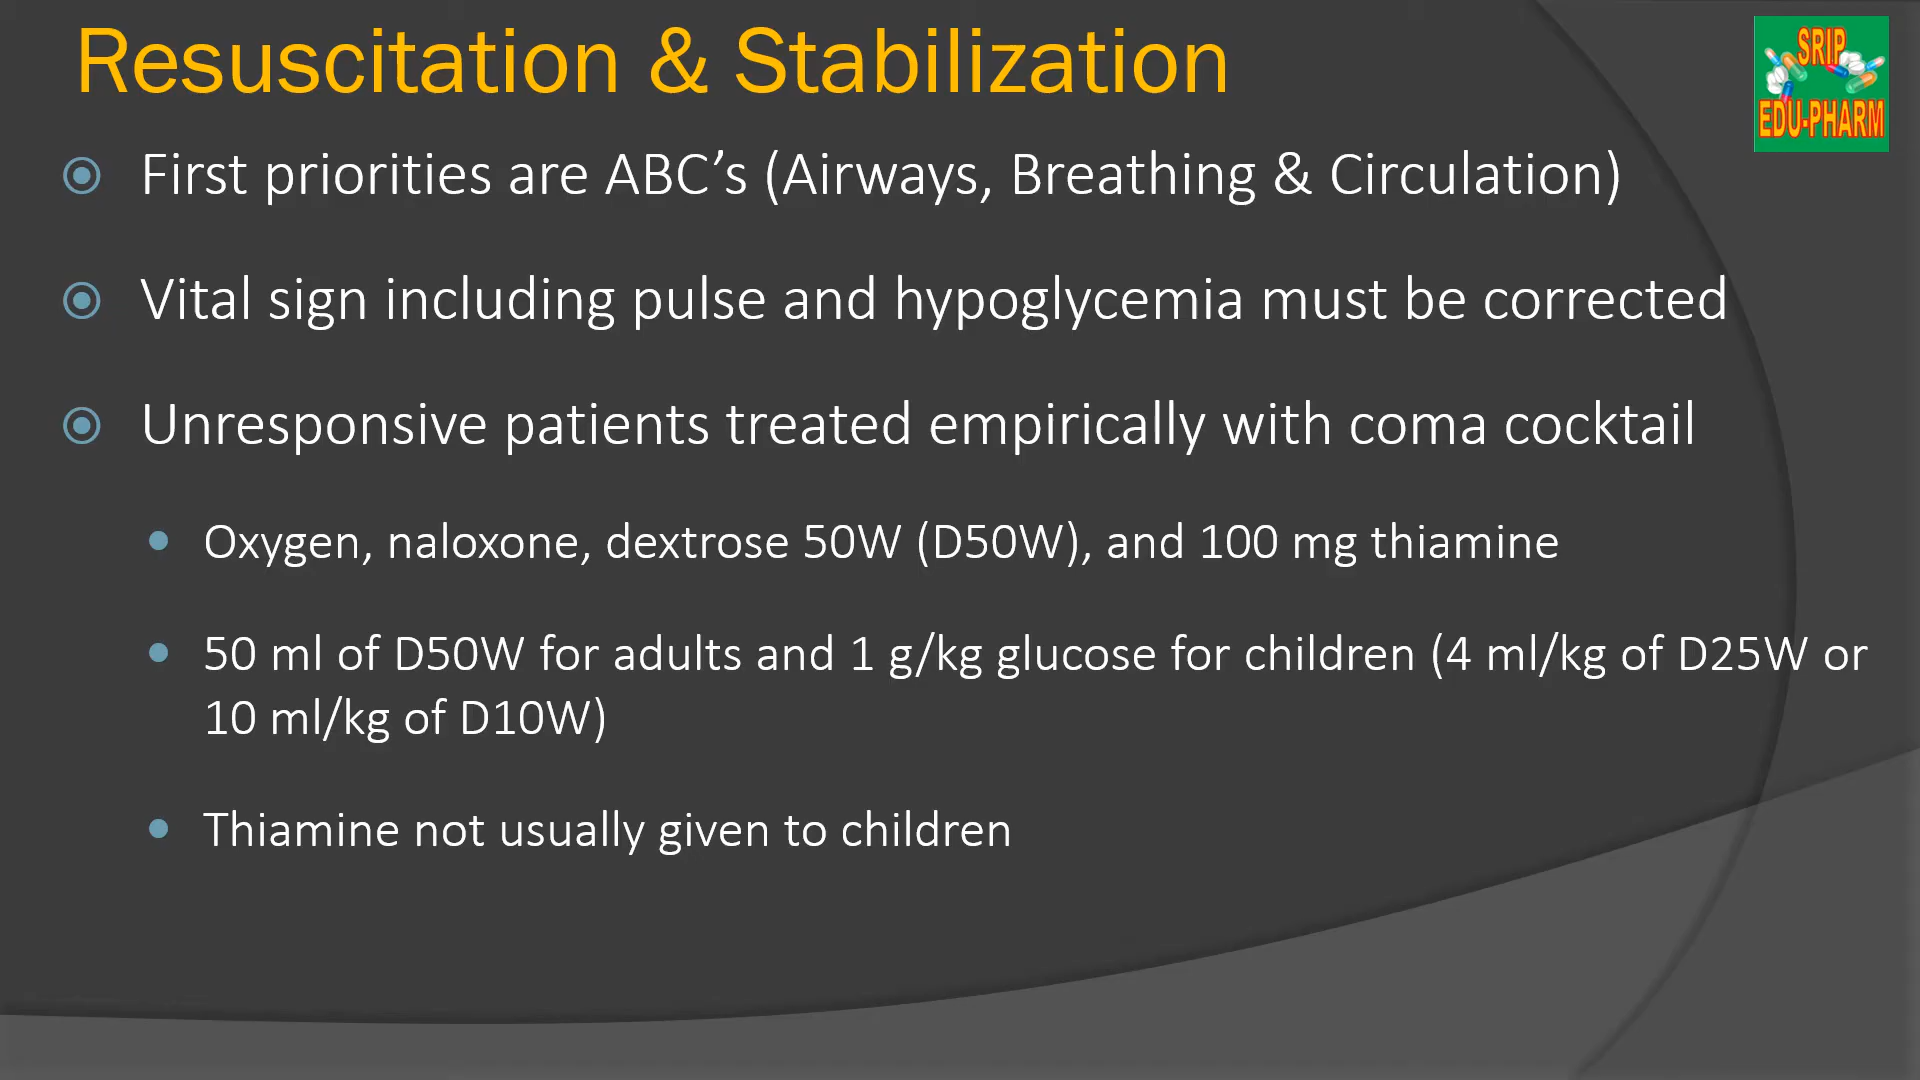 Resuscitation & Stabilization
SRIP
EDU-PHARM
First priorities are ABC’s (Airways, Breathing & Circulation)
Vital sign including pulse and hypoglycemia must be corrected
Unresponsive patients treated empirically with coma cocktail
Oxygen, naloxone, dextrose 50W (D50W), and 100 mg thiamine
50 ml of D50W for adults and 1 g/kg glucose for children (4 ml/kg of D25W or
10 ml/kg of D10W)
Thiamine not usually given to children